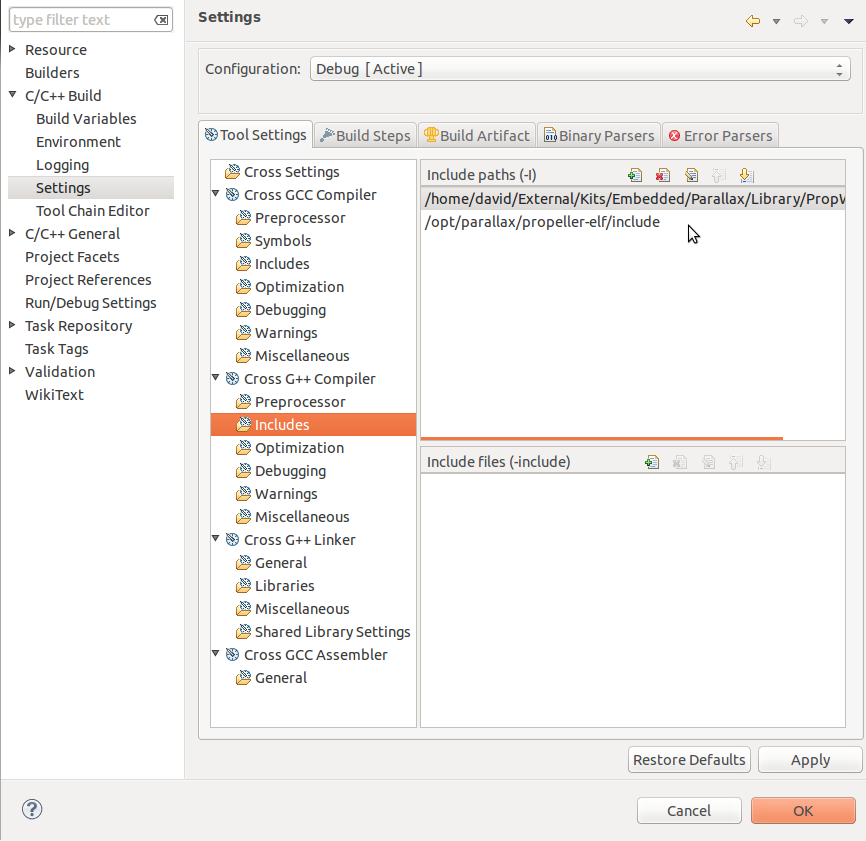 type filter text
Resource
Builders
C/C++ Build
Build Variables
Environment
Logging
Settings
Tool Chain Editor
C/C++ General
Project Facets
Project References
Run/Debug Settings
Task Repository
Task Tags
Validation
WikiText
Settings
Configuration: Debug [ Active ]
Tool Settings Build Steps Build Artifact Binary Parsers Error Parsers
Cross Settings
Cross GCC Compiler
Preprocessor
Symbols
Includes
Optimization
Debugging
Warnings
Miscellaneous
Cross G++ Compiler
Preprocessor
Includes
Optimization
Debugging
Warnings
Miscellaneous
Cross G++ Linker
General
Libraries
Miscellaneous
Shared Library Settings
Cross GCC Assembler
General
Include paths (-I)
/home/david/External/Kits/Embedded/Parallax/Library/PropW
/opt/parallax/propeller-elf/include
Include files (-include)
Restore Defaults Apply
? Cancel OK